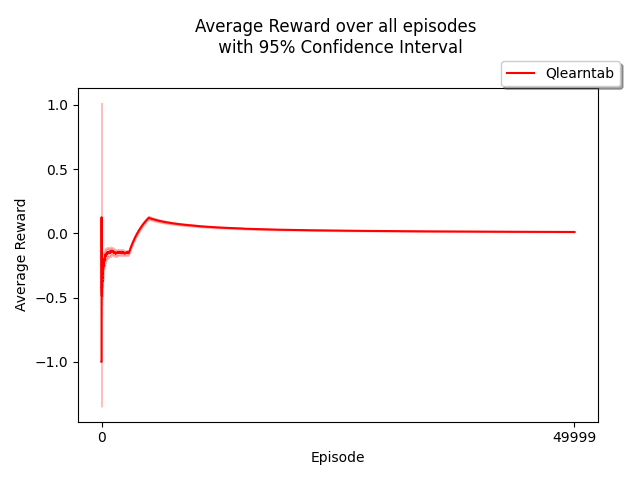 Average Reward over all episodes
with 95% Confidence Interval
Qlearntab
1.0
0.5
0.0
−0.5
−1.0
Average Reward
0
49999
Episode